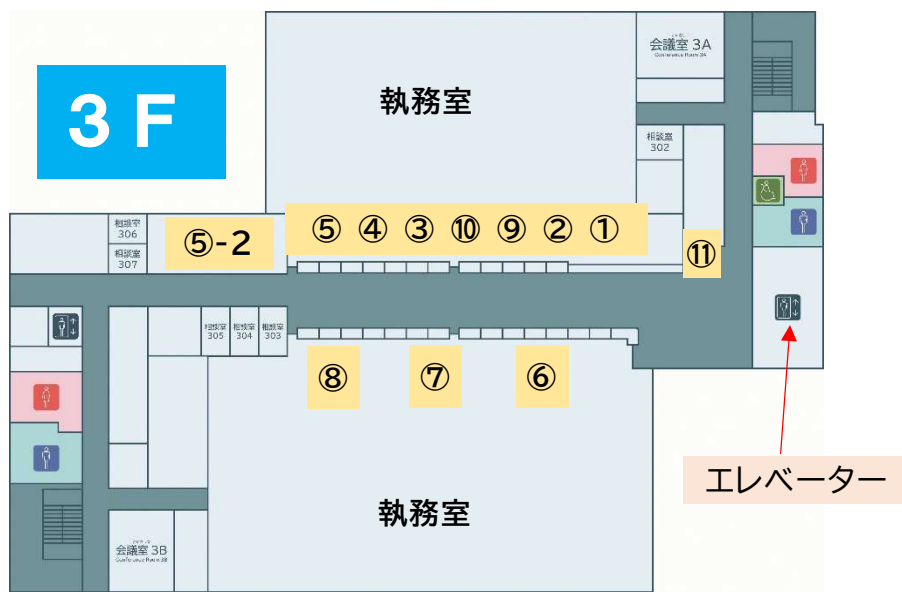 会議室 3A
Conference Room 3A
３Ｆ
執務室
相談室
302
相談室
306
⑤-2
⑤ ④ ③ ⑩ ⑨ ② ①
相談室
307
⑪
相談室
305
相談室
304
相談室
303
⑧
⑦
⑥
エレベーター
執務室
会議室 3B
Conference Room 3B